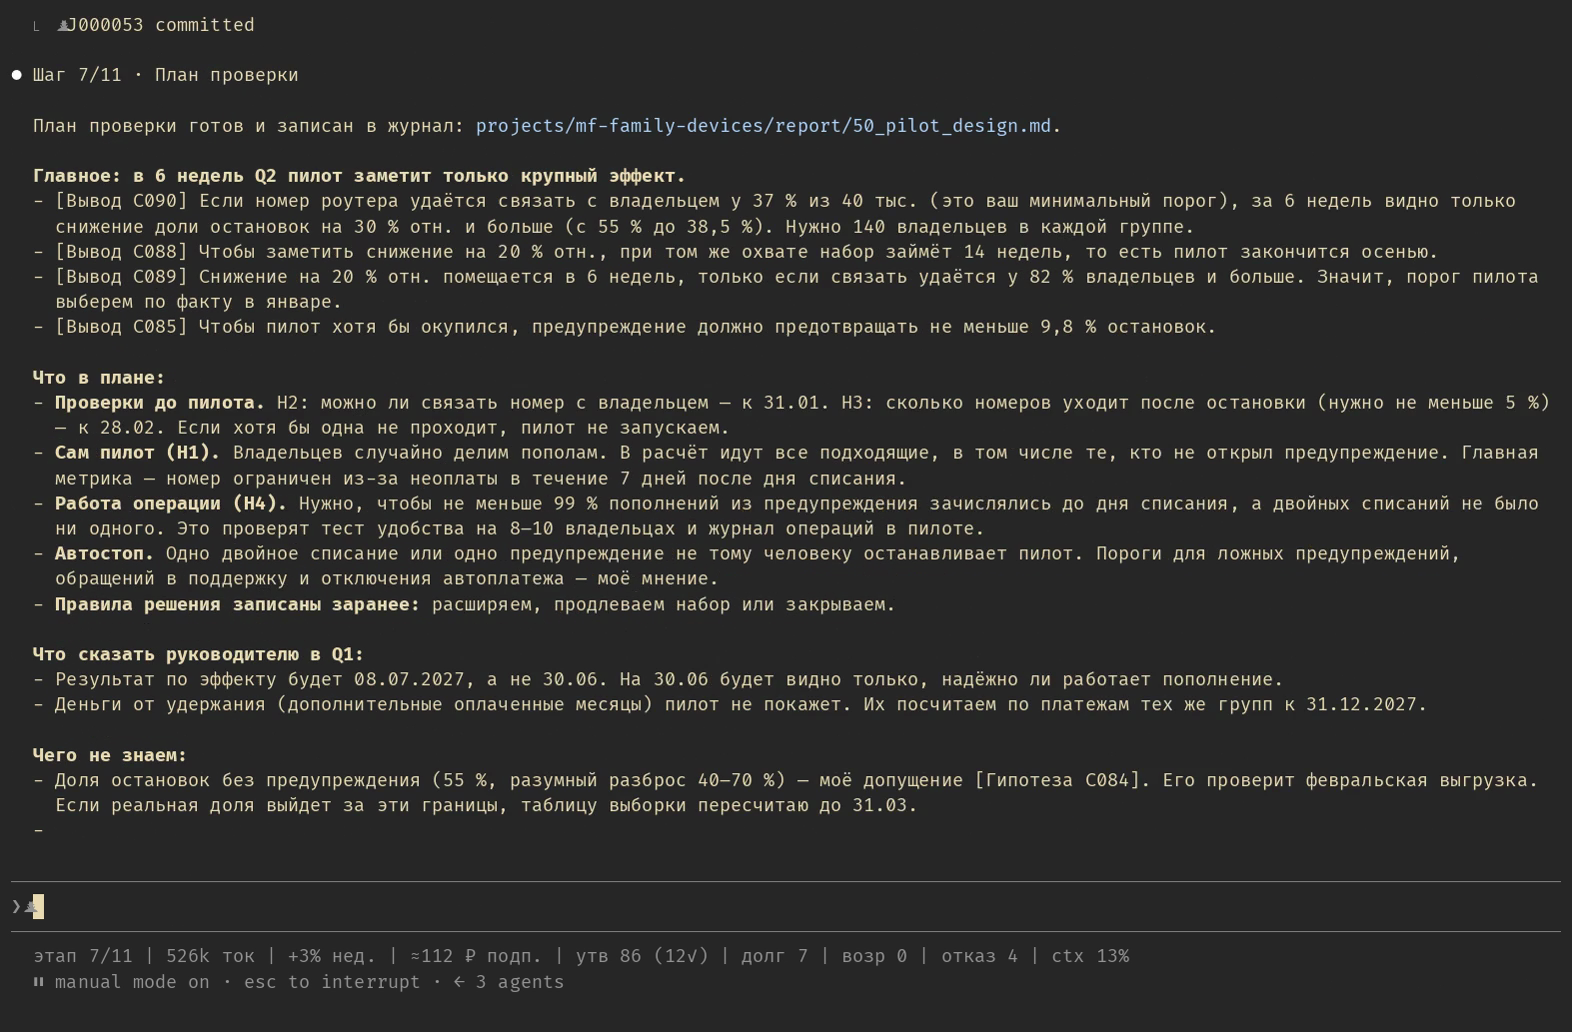 └ J000053 committed
● Шаг 7/11 · План проверки
План проверки готов и записан в журнал: projects/mf-family-devices/report/50_pilot_design.md.
Главное: в 6 недель Q2 пилот заметит только крупный эффект.
- [Вывод C090] Если номер роутера удаётся связать с владельцем у 37 % из 40 тыс. (это ваш минимальный порог), за 6 недель видно только
снижение доли остановок на 30 % отн. и больше (с 55 % до 38,5 %). Нужно 140 владельцев в каждой группе.
- [Вывод C088] Чтобы заметить снижение на 20 % отн., при том же охвате набор займёт 14 недель, то есть пилот закончится осенью.
- [Вывод C089] Снижение на 20 % отн. помещается в 6 недель, только если связать удаётся у 82 % владельцев и больше. Значит, порог пилота
выберем по факту в январе.
- [Вывод C085] Чтобы пилот хотя бы окупился, предупреждение должно предотвращать не меньше 9,8 % остановок.
Что в плане:
- Проверки до пилота. H2: можно ли связать номер с владельцем — к 31.01. H3: сколько номеров уходит после остановки (нужно не меньше 5 %)
— к 28.02. Если хотя бы одна не проходит, пилот не запускаем.
- Сам пилот (H1). Владельцев случайно делим пополам. В расчёт идут все подходящие, в том числе те, кто не открыл предупреждение. Главная
метрика — номер ограничен из-за неоплаты в течение 7 дней после дня списания.
- Работа операции (H4). Нужно, чтобы не меньше 99 % пополнений из предупреждения зачислялись до дня списания, а двойных списаний не было
ни одного. Это проверят тест удобства на 8–10 владельцах и журнал операций в пилоте.
- Автостоп. Одно двойное списание или одно предупреждение не тому человеку останавливает пилот. Пороги для ложных предупреждений,
обращений в поддержку и отключения автоплатежа — моё мнение.
- Правила решения записаны заранее: расширяем, продлеваем набор или закрываем.
Что сказать руководителю в Q1:
- Результат по эффекту будет 08.07.2027, а не 30.06. На 30.06 будет видно только, надёжно ли работает пополнение.
- Деньги от удержания (дополнительные оплаченные месяцы) пилот не покажет. Их посчитаем по платежам тех же групп к 31.12.2027.
Чего не знаем:
- Доля остановок без предупреждения (55 %, разумный разброс 40–70 %) — моё допущение [Гипотеза C084]. Его проверит февральская выгрузка.
Если реальная доля выйдет за эти границы, таблицу выборки пересчитаю до 31.03.
-
❯
этап 7/11 | 526k ток | +3% нед. | ≈112 ₽ подп. | утв 86 (12✓) | долг 7 | возр 0 | отказ 4 | ctx 13%
⏸ manual mode on · esc to interrupt · ← 3 agents